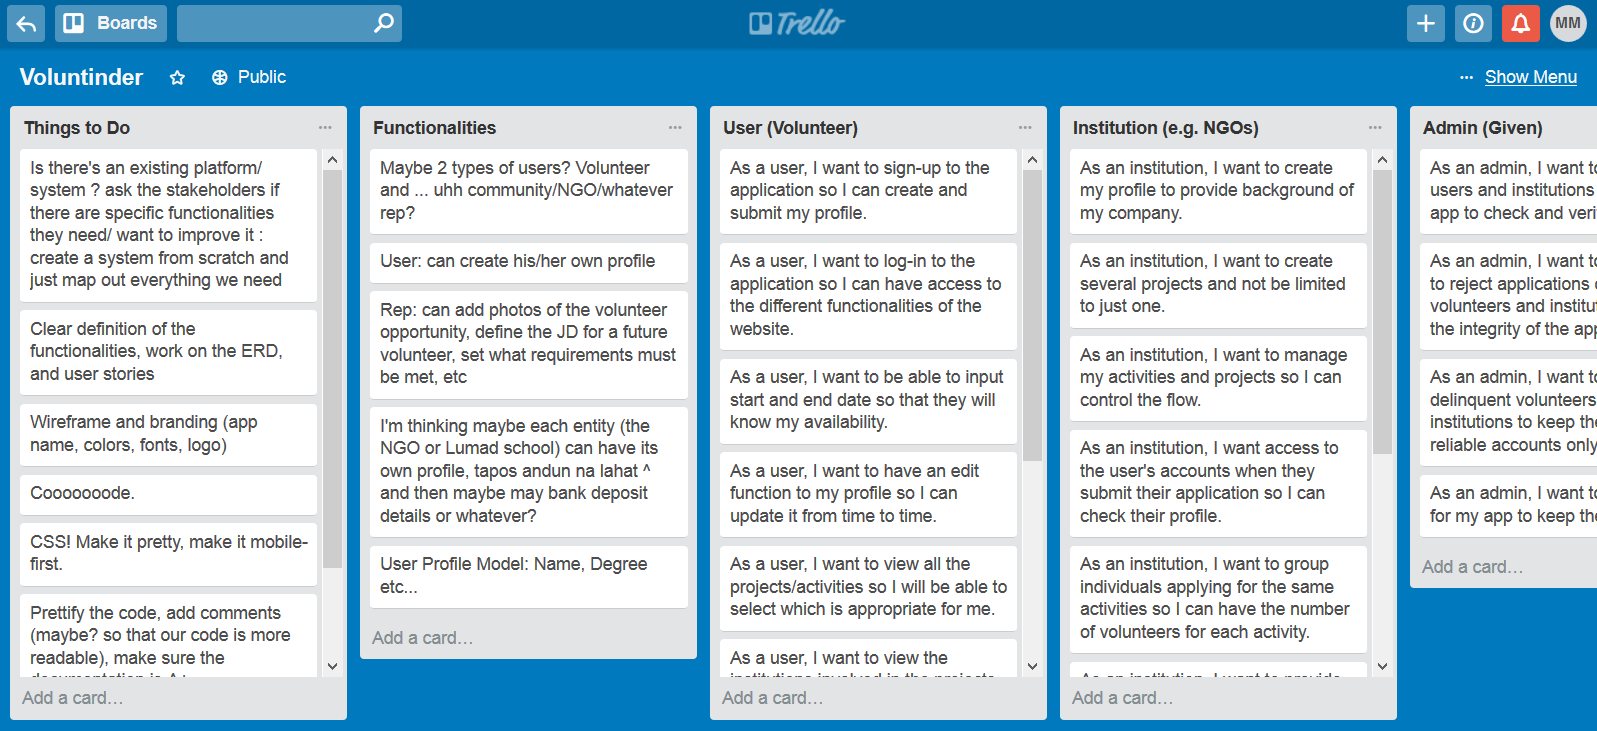 Boards
Trello
MM
Voluntinder
Public
... Show Menu
Things to Do
Is there's an existing platform/
system ? ask the stakeholders if
there are specific functionalities
they need/ want to improve it :
create a system from scratch and
just map out everything we need
Clear definition of the
functionalities, work on the ERD,
and user stories
Wireframe and branding (app
name, colors, fonts, logo)
Cooooooode.
CSS! Make it pretty, make it mobile-
first.
Prettify the code, add comments
(maybe? so that our code is more
readable), make sure the
Add a card…
Functionalities
Maybe 2 types of users? Volunteer
and ... uhh community/NGO/whatever
rep?
User: can create his/her own profile
Rep: can add photos of the volunteer
opportunity, define the JD for a future
volunteer, set what requirements must
be met, etc
I'm thinking maybe each entity (the
NGO or Lumad school) can have its
own profile, tapos andun na lahat ^
and then maybe may bank deposit
details or whatever?
User Profile Model: Name, Degree
etc...
Add a card…
User (Volunteer)
As a user, I want to sign-up to the
application so I can create and
submit my profile.
As a user, I want to log-in to the
application so I can have access to
the different functionalities of the
website.
As a user, I want to be able to input
start and end date so that they will
know my availability.
As a user, I want to have an edit
function to my profile so I can
update it from time to time.
As a user, I want to view all the
projects/activities so I will be able to
select which is appropriate for me.
As a user, I want to view the
institutions involved in the projects
Add a card…
Institution (e.g. NGOs)
As an institution, I want to create
my profile to provide background of
my company.
As an institution, I want to create
several projects and not be limited
to just one.
As an institution, I want to manage
my activities and projects so I can
control the flow.
As an institution, I want access to
the user's accounts when they
submit their application so I can
check their profile.
As an institution, I want to group
individuals applying for the same
activities so I can have the number
of volunteers for each activity.
As an institution, I want to provide
Add a card…
Admin (Given)
As an admin, I want to
users and institutions
app to check and veri
As an admin, I want to
to reject applications
volunteers and institu
the integrity of the app
As an admin, I want to
delinquent volunteers
institutions to keep the
reliable accounts only
As an admin, I want to
for my app to keep the
Add a card…